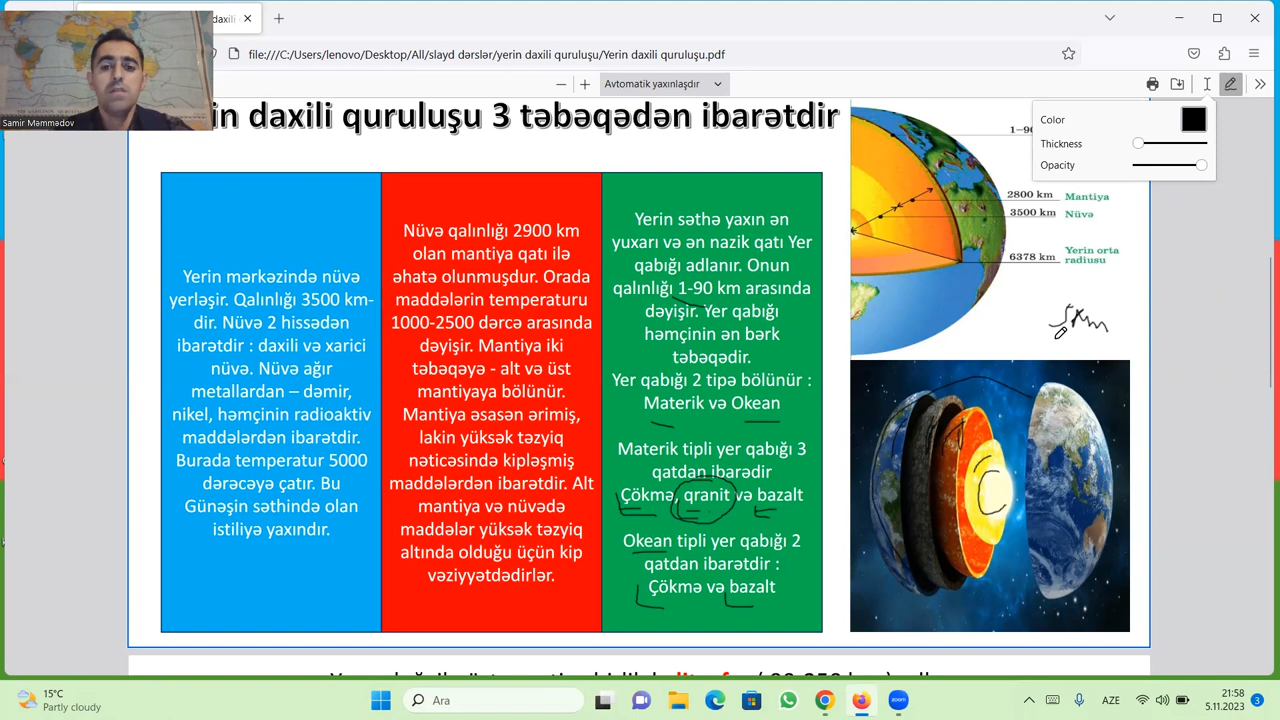 daxili
file:///C:/Users/lenovo/Desktop/All/slayd dərslər/yerin daxili quruluşu/Yerin daxili quruluşu.pdf
Avtomatik yaxınlaşdır
Samir Məmmədov
in daxili quruluşu 3 təbəqədən ibarətdir
Color
Thickness
Opacity
Yerin mərkəzində nüvə
yerləşir. Qalınlığı 3500 km-
dir. Nüvə 2 hissədən
ibarətdir : daxili və xarici
nüvə. Nüvə ağır
metallardan – dəmir,
nikel, həmçinin radioaktiv
maddələrdən ibarətdir.
Burada temperatur 5000
dərəcəyə çatır. Bu
Günəşin səthində olan
istiliyə yaxındır.
Nüvə qalınlığı 2900 km
olan mantiya qatı ilə
əhatə olunmuşdur. Orada
maddələrin temperaturu
1000-2500 dərcə arasında
dəyişir. Mantiya iki
təbəqəyə - alt və üst
mantiyaya bölünür.
Mantiya əsasən ərimiş,
lakin yüksək təzyiq
nəticəsində kipləşmiş
maddələrdən ibarətdir. Alt
mantiya və nüvədə
maddələr yüksək təzyiq
altında olduğu üçün kip
vəziyyətdədirlər.
Yerin səthə yaxın ən
yuxarı və ən nazik qatı Yer
qabığı adlanır. Onun
qalınlığı 1-90 km arasında
dəyişir. Yer qabığı
həmçinin ən bərk
təbəqədir.
Yer qabığı 2 tipə bölünür :
Materik və Okean
Materik tipli yer qabığı 3
qatdan ibarədir
Çökmə, qranit və bazalt
Okean tipli yer qabığı 2
qatdan ibarətdir :
Çökmə və bazalt
1–90
2800 km Mantiya
3500 km Nüvə
6378 km Yerin orta
radiusu
5km
15°C
Partly cloudy
Ara
AZE
21:58
5.11.2023
3